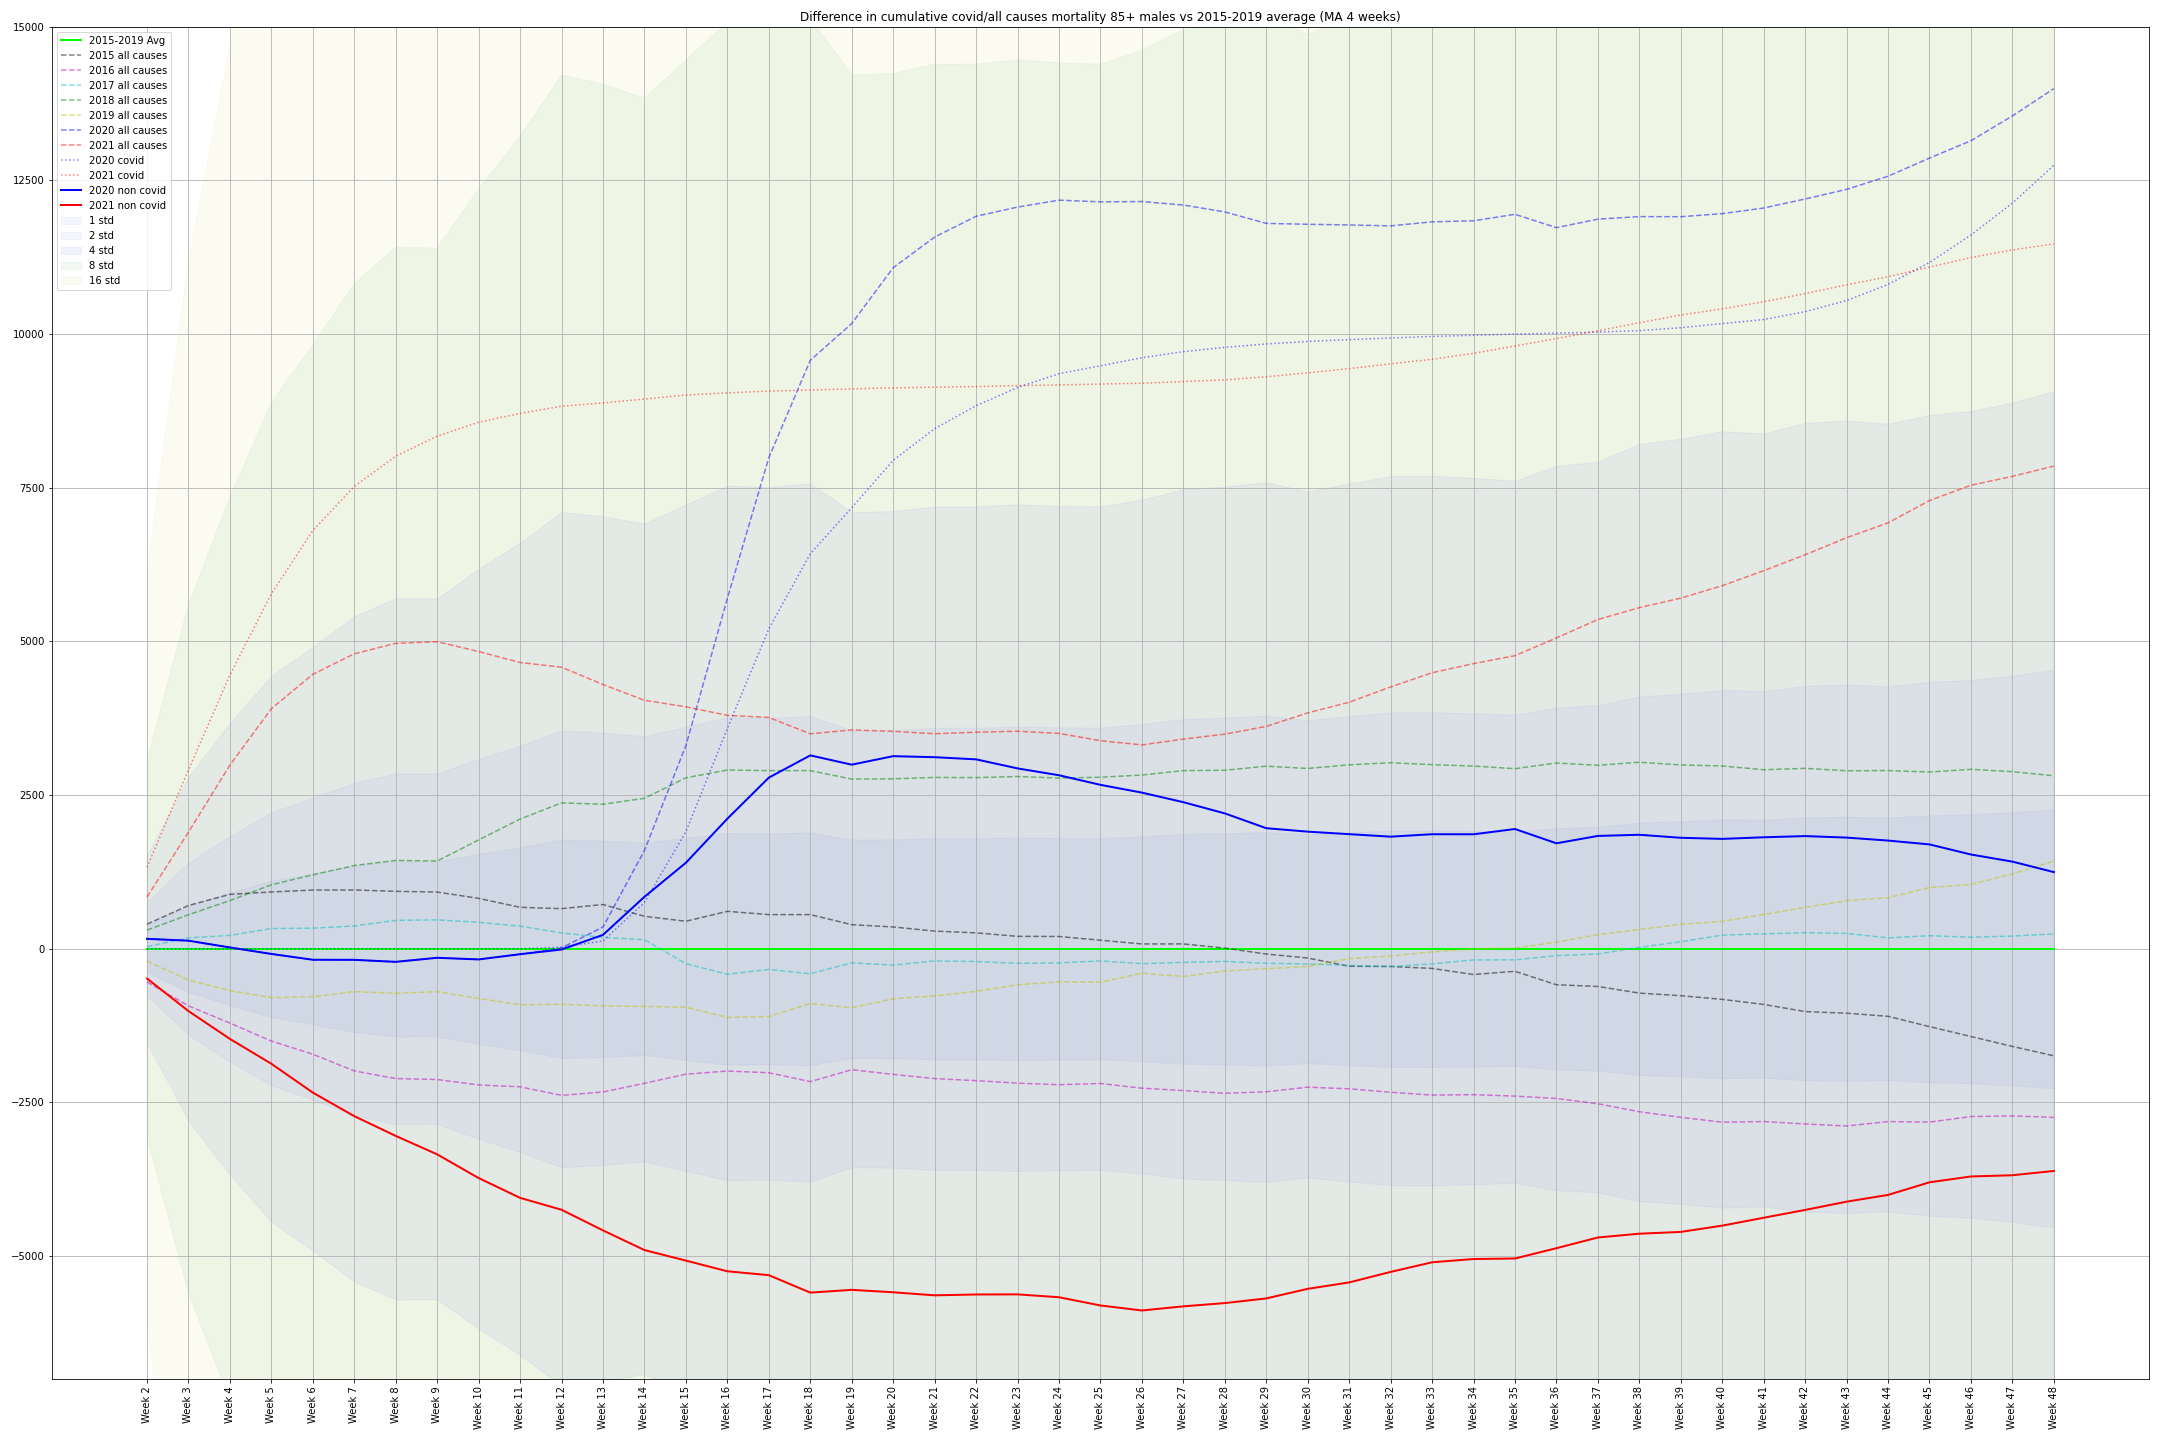 Difference in cumulative covid/all causes mortality 85+ males vs 2015-2019 average (MA 4 weeks)
15000
12500
10000
7500
5000
2500
0
−2500
−5000
2015-2019 Avg
2015 all causes
2016 all causes
2017 all causes
2018 all causes
2019 all causes
2020 all causes
2021 all causes
2020 covid
2021 covid
2020 non covid
2021 non covid
1 std
2 std
4 std
8 std
16 std
Week 2
Week 3
Week 4
Week 5
Week 6
Week 7
Week 8
Week 9
Week 10
Week 11
Week 12
Week 13
Week 14
Week 15
Week 16
Week 17
Week 18
Week 19
Week 20
Week 21
Week 22
Week 23
Week 24
Week 25
Week 26
Week 27
Week 28
Week 29
Week 30
Week 31
Week 32
Week 33
Week 34
Week 35
Week 36
Week 37
Week 38
Week 39
Week 40
Week 41
Week 42
Week 43
Week 44
Week 45
Week 46
Week 47
Week 48